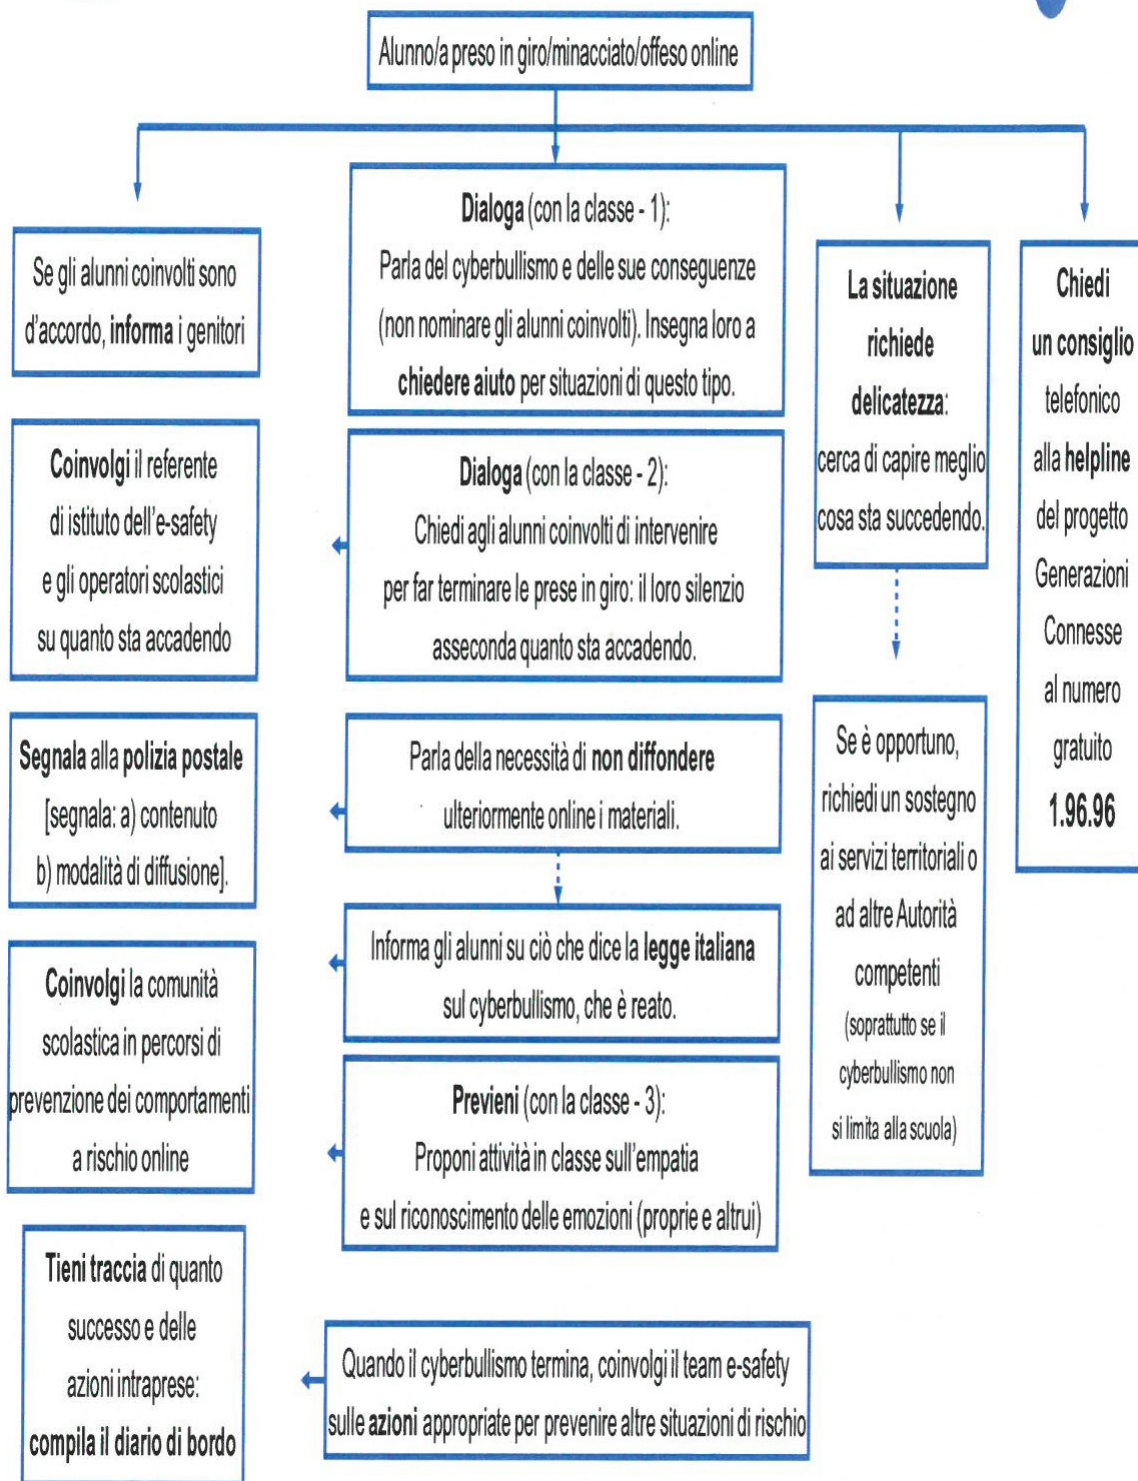 Alunno/a preso in giro/minacciato/offeso online
Se gli alunni coinvolti sono
d'accordo, informa i genitori
Coinvolgi il referente
di istituto dell'e-safety
e gli operatori scolastici
su quanto sta accadendo
Segnala alla polizia postale
[segnala: a) contenuto
b) modalità di diffusione].
Coinvolgi la comunità
scolastica in percorsi di
prevenzione dei comportamenti
a rischio online
Tieni traccia di quanto
successo e delle
azioni intraprese:
compila il diario di bordo
Dialoga (con la classe - 1):
Parla del cyberbullismo e delle sue conseguenze
(non nominare gli alunni coinvolti). Insegna loro a
chiedere aiuto per situazioni di questo tipo.
Dialoga (con la classe - 2):
Chiedi agli alunni coinvolti di intervenire
per far terminare le prese in giro: il loro silenzio
asseconda quanto sta accadendo.
Parla della necessità di non diffondere
ulteriormente online i materiali.
Informa gli alunni su ciò che dice la legge italiana
sul cyberbullismo, che è reato.
Previeni (con la classe - 3):
Proponi attività in classe sull'empatia
e sul riconoscimento delle emozioni (proprie e altrui)
Quando il cyberbullismo termina, coinvolgi il team e-safety
sulle azioni appropriate per prevenire altre situazioni di rischio
La situazione
richiede
delicatezza:
cerca di capire meglio
cosa sta succedendo.
Se è opportuno,
richiedi un sostegno
ai servizi territoriali o
ad altre Autorità
competenti
(soprattutto se il
cyberbullismo non
si limita alla scuola)
Chiedi
un consiglio
telefonico
alla helpline
del progetto
Generazioni
Connesse
al numero
gratuito
1.96.96